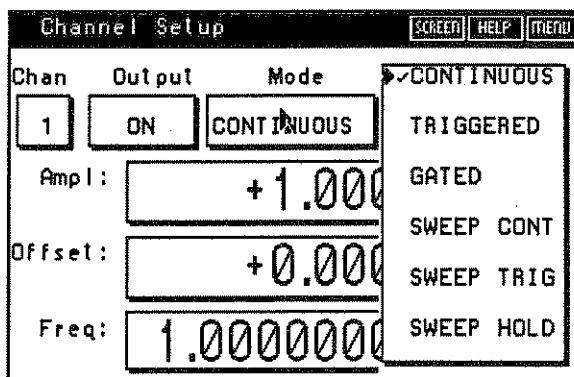 Channel Setup SCREEN HELP MENU
Chan Output Mode
1 ON CONTINUOUS
Ampl: +1.000
Offset: +0.000
Freq: 1.0000000
✓CONTINUOUS
TRIGGERED
GATED
SWEEP CONT
SWEEP TRIG
SWEEP HOLD